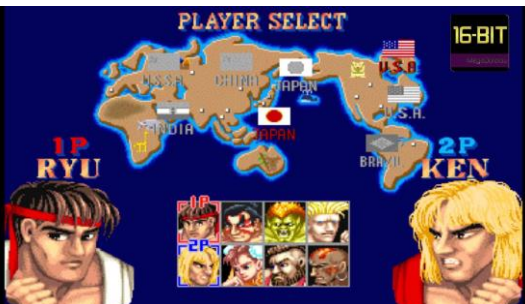 PLAYER SELECT
16-BIT
U.S.S.R
CHINA
JAPAN
U.S.A
U.S.A.
INDIA
JAPAN
BRAZIL
1P
RYU
2P
KEN
1P
2P